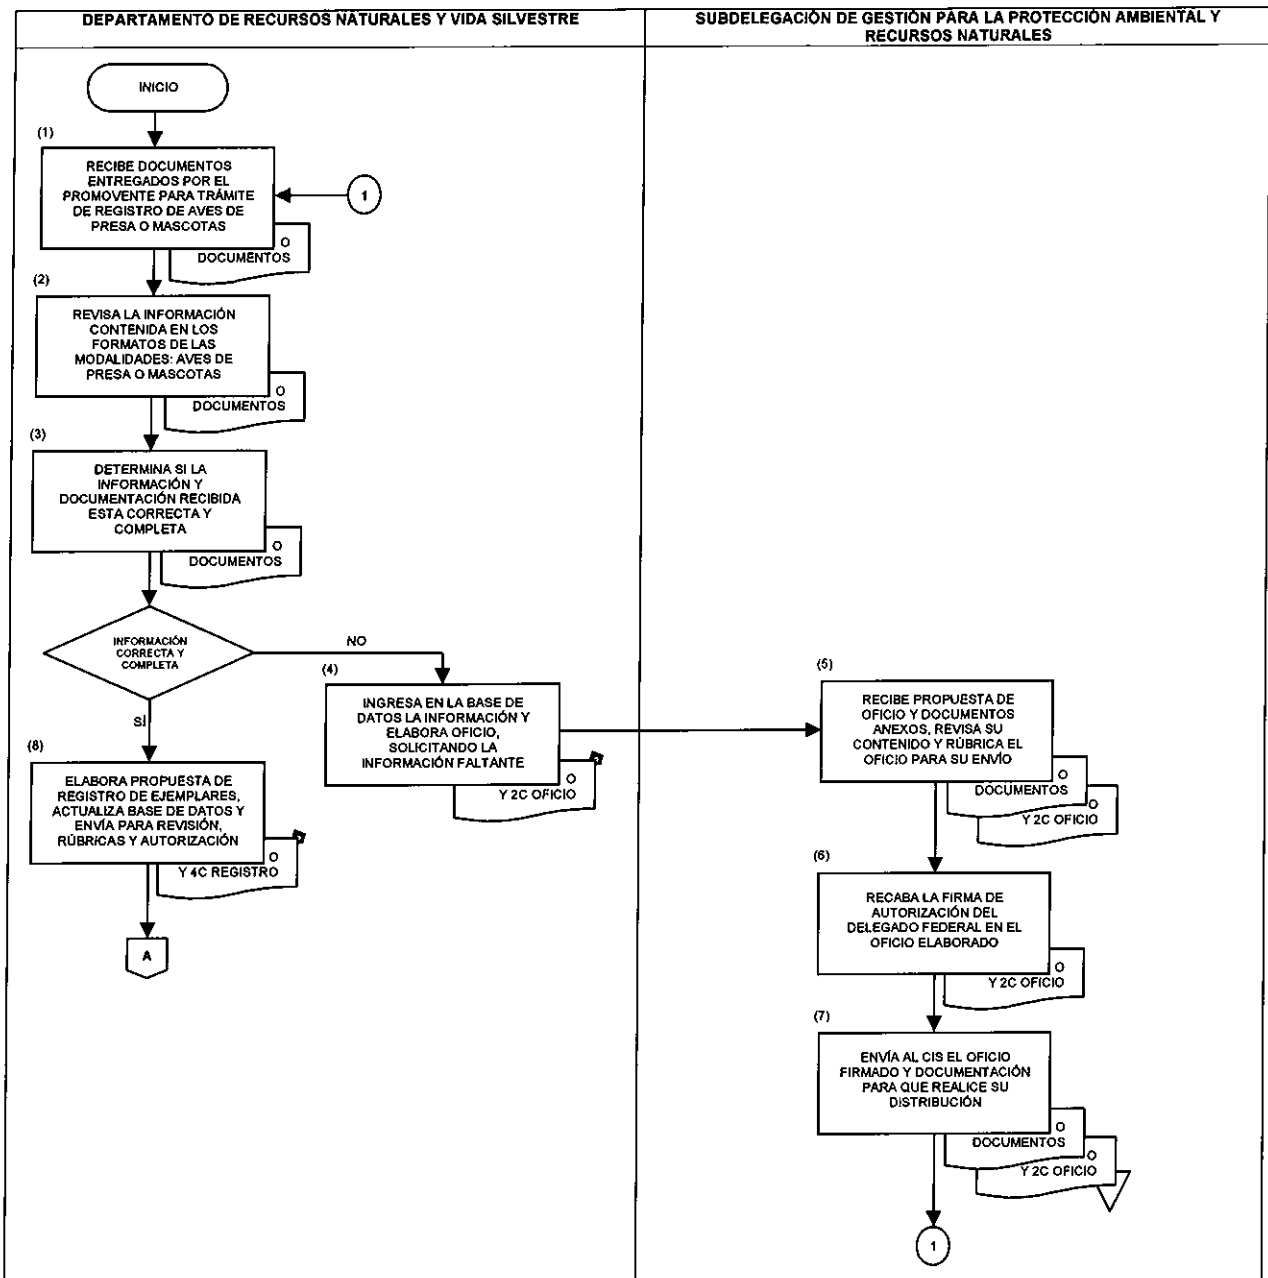 DEPARTAMENTO DE RECURSOS NATURALES Y VIDA SILVESTRE
SUBDELEGACIÓN DE GESTIÓN PARA LA PROTECCIÓN AMBIENTAL Y
RECURSOS NATURALES
INICIO
(1)
RECIBE DOCUMENTOS
ENTREGADOS POR EL
PROMOVENTE PARA TRÁMITE
DE REGISTRO DE AVES DE
PRESA O MASCOTAS
1
O
DOCUMENTOS
(2)
REVISA LA INFORMACIÓN
CONTENIDA EN LOS
FORMATOS DE LAS
MODALIDADES: AVES DE
PRESA O MASCOTAS
O
DOCUMENTOS
(3)
DETERMINA SI LA
INFORMACIÓN Y
DOCUMENTACIÓN RECIBIDA
ESTA CORRECTA Y
COMPLETA
O
DOCUMENTOS
INFORMACIÓN
CORRECTA Y
COMPLETA
NO
SÍ
(4)
INGRESA EN LA BASE DE
DATOS LA INFORMACIÓN Y
ELABORA OFICIO,
SOLICITANDO LA
INFORMACIÓN FALTANTE
O
Y 2C OFICIO
(8)
ELABORA PROPUESTA DE
REGISTRO DE EJEMPLARES,
ACTUALIZA BASE DE DATOS Y
ENVÍA PARA REVISIÓN,
RÚBRICAS Y AUTORIZACIÓN
O
Y 4C REGISTRO
A
(5)
RECIBE PROPUESTA DE
OFICIO Y DOCUMENTOS
ANEXOS, REVISA SU
CONTENIDO Y RÚBRICA EL
OFICIO PARA SU ENVÍO
O
DOCUMENTOS
O
Y 2C OFICIO
(6)
RECABA LA FIRMA DE
AUTORIZACIÓN DEL
DELEGADO FEDERAL EN EL
OFICIO ELABORADO
O
Y 2C OFICIO
(7)
ENVÍA AL CIS EL OFICIO
FIRMADO Y DOCUMENTACIÓN
PARA QUE REALICE SU
DISTRIBUCIÓN
O
DOCUMENTOS
O
Y 2C OFICIO
1